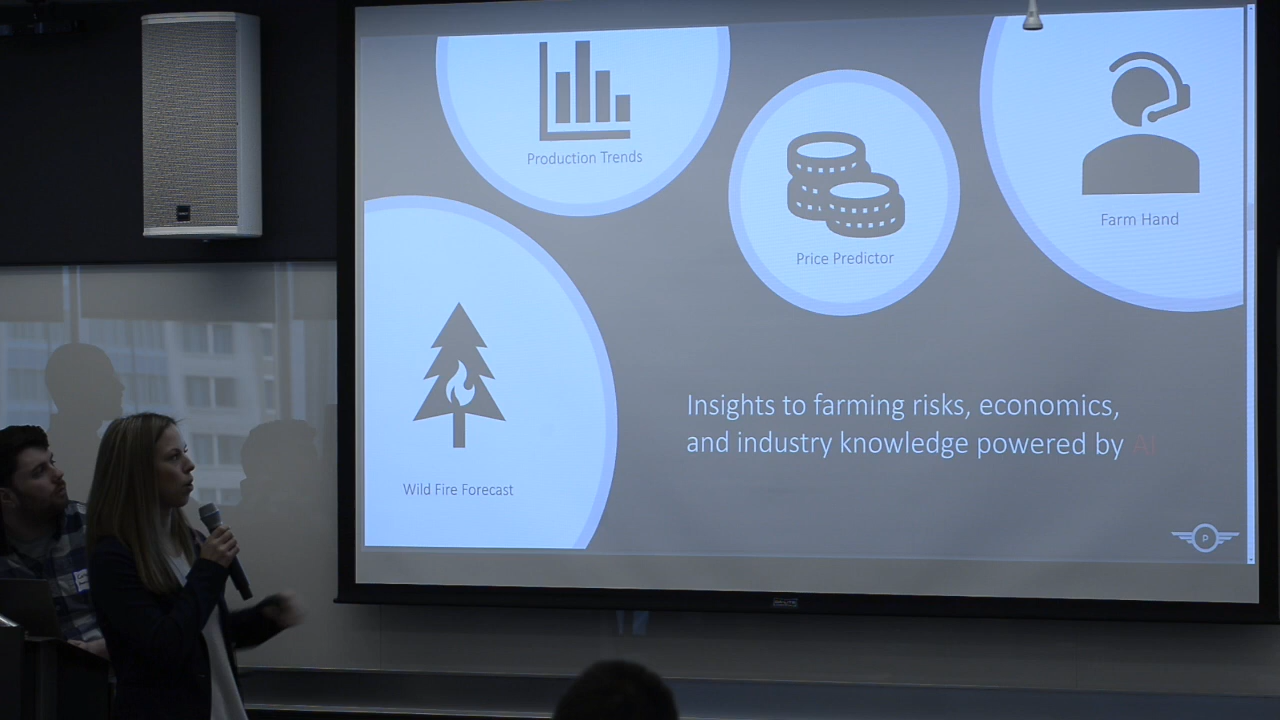 Production Trends
Price Predictor
Farm Hand
Wild Fire Forecast
Insights to farming risks, economics,
and industry knowledge powered by AI
P